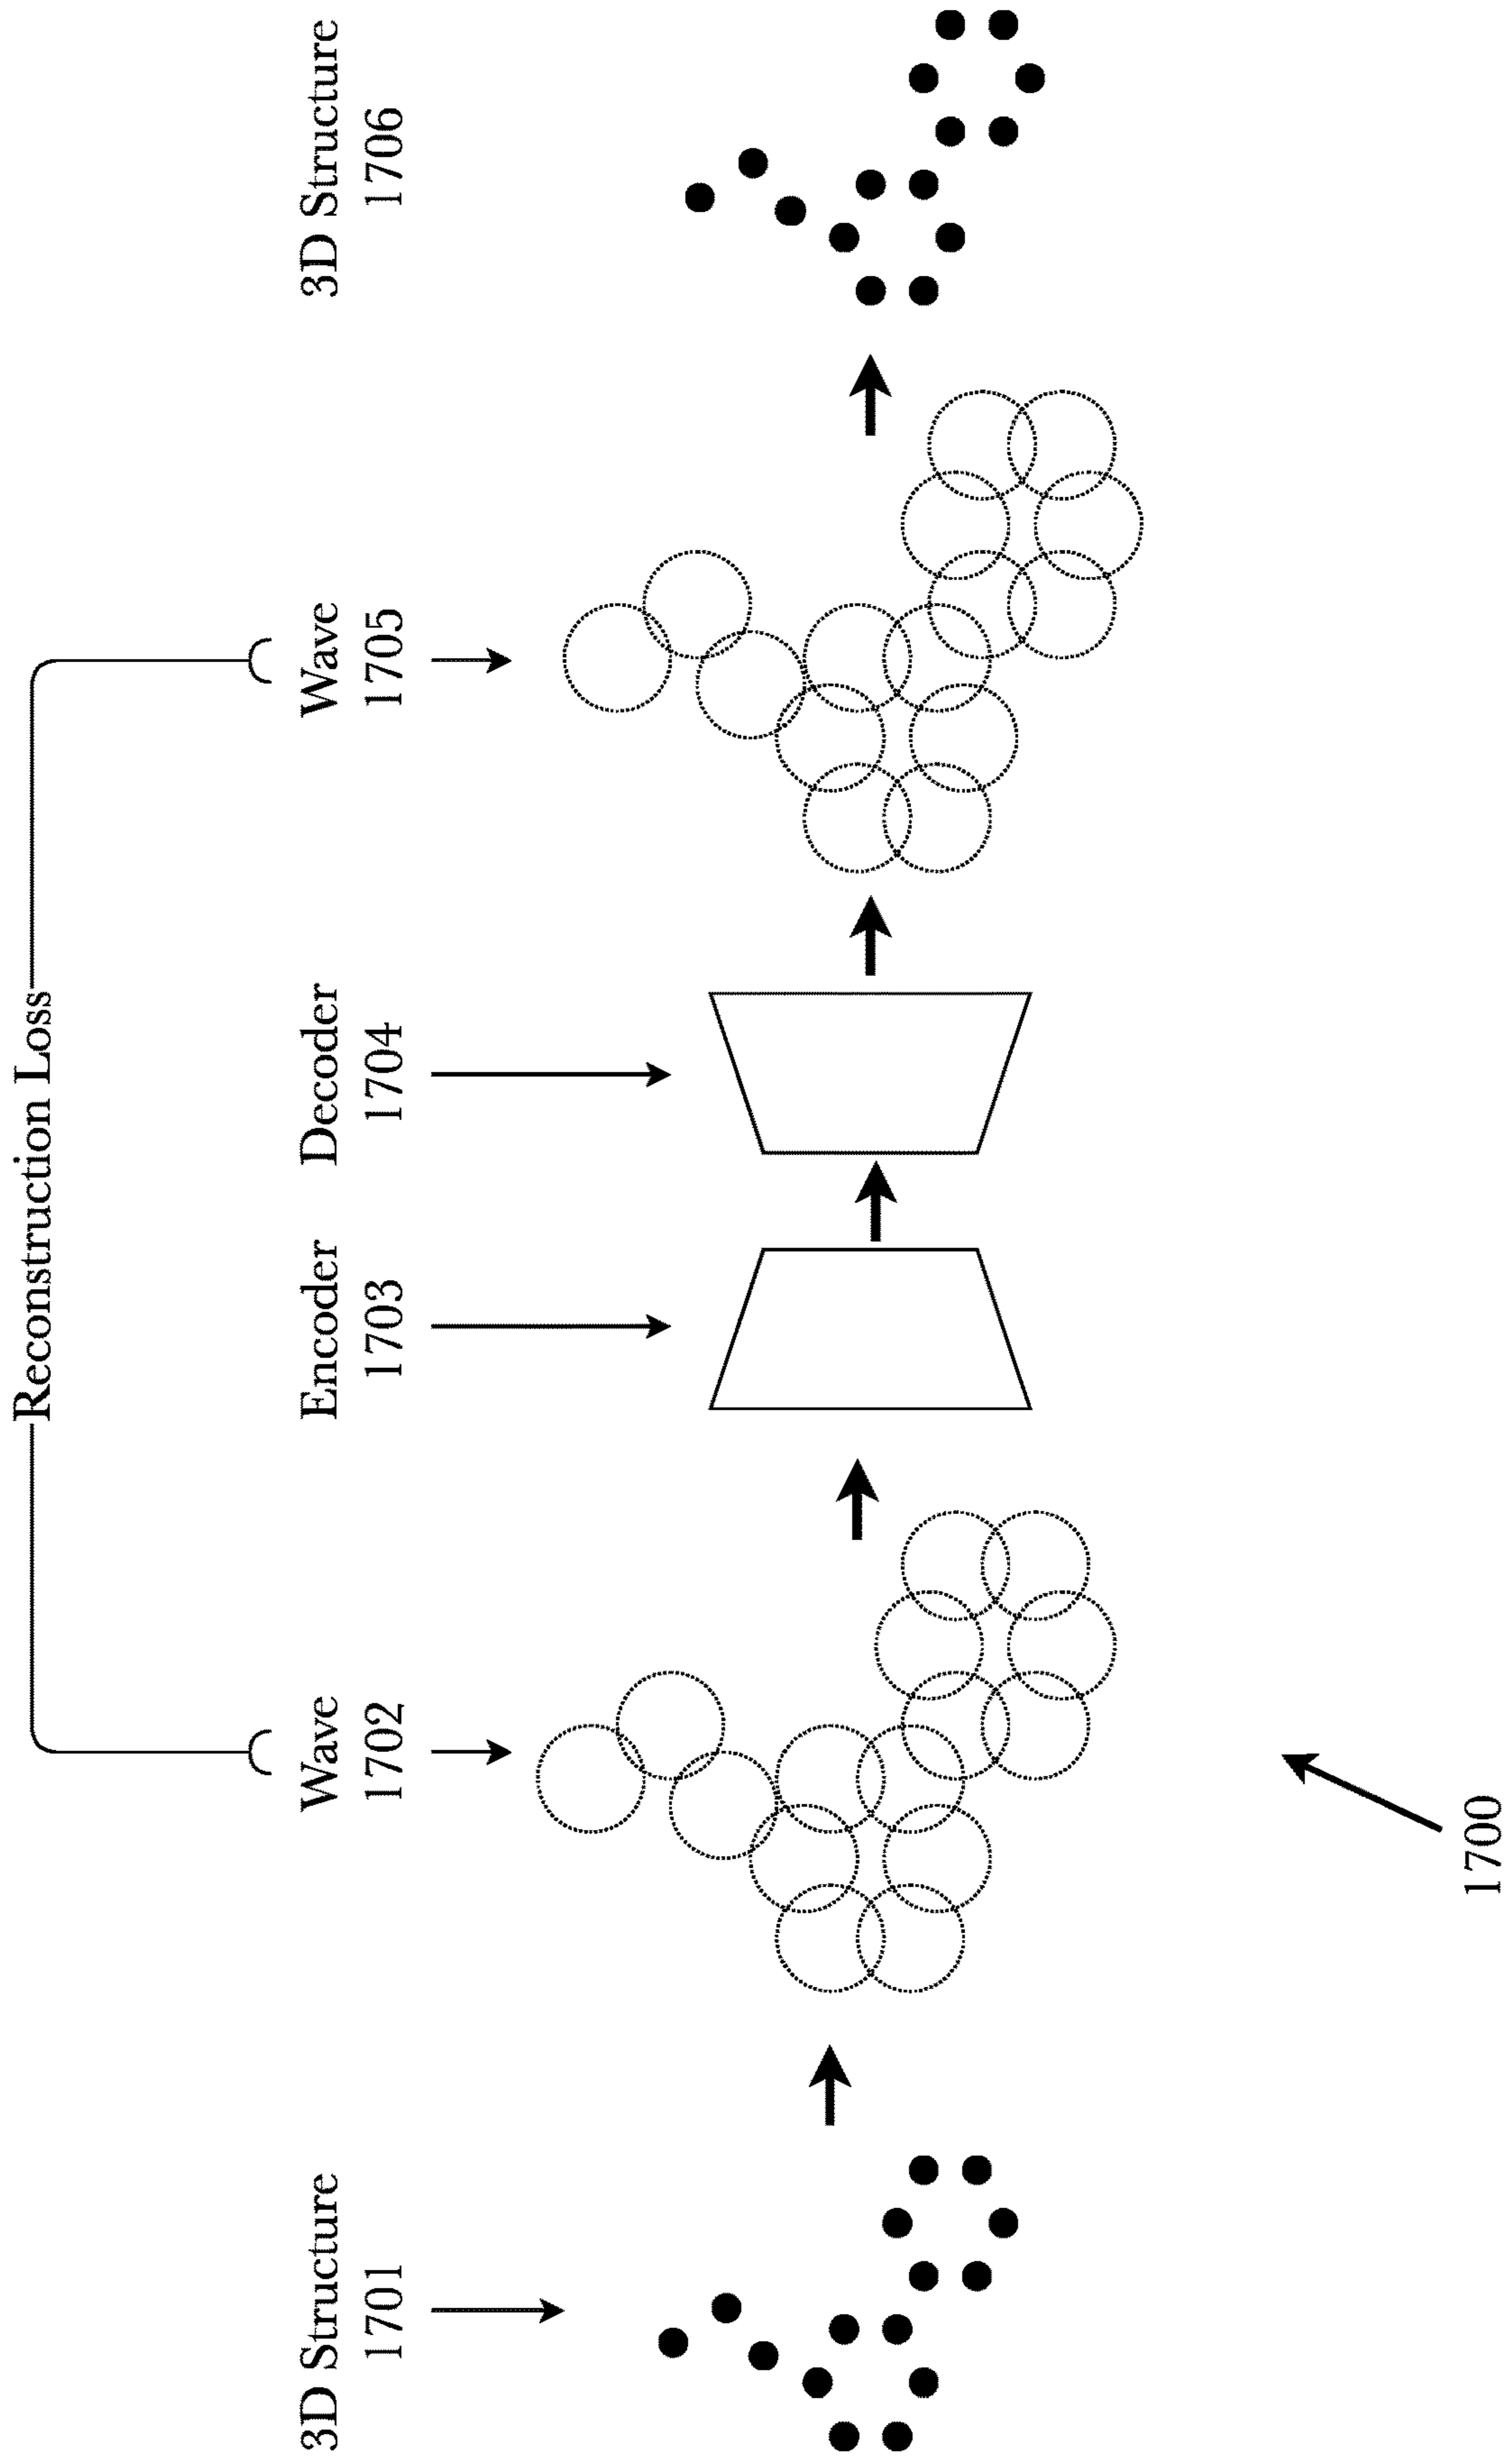 Reconstruction Loss
3D Structure
1701
Wave
1702
Encoder
1703
Decoder
1704
Wave
1705
3D Structure
1706
1700